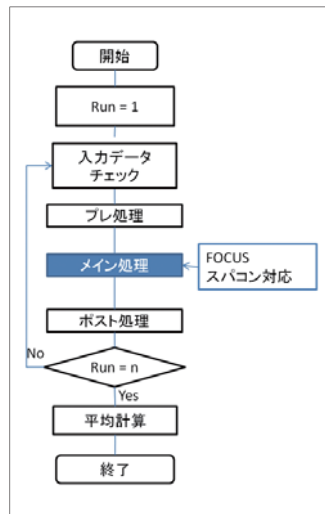 開始
Run = 1
入力データ
チェック
プレ処理
メイン処理
FOCUS
スパコン対応
ポスト処理
No
Run = n
Yes
平均計算
終了